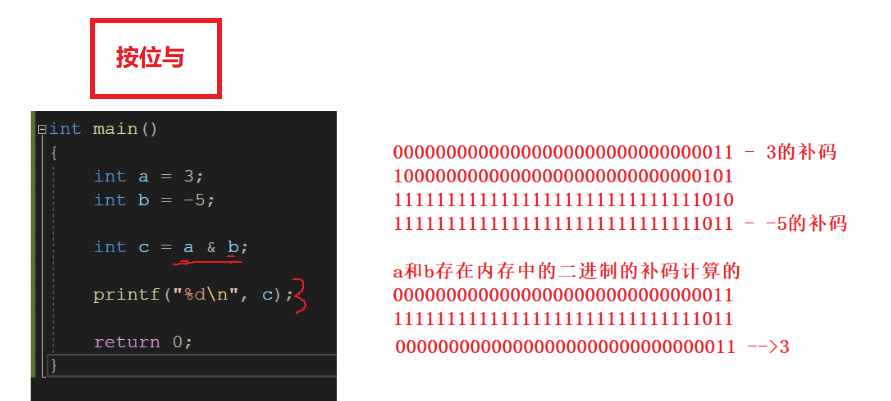 按位与
int main()
{
int a = 3;
int b = -5;
int c = a & b;
printf("%d\n", c);
return 0;
}
00000000000000000000000000000011 - 3的补码
10000000000000000000000000000101
11111111111111111111111111111010
11111111111111111111111111111011 - -5的补码
a和b存在内存中的二进制的补码计算的
00000000000000000000000000000011
11111111111111111111111111111011
00000000000000000000000000000011 -->3